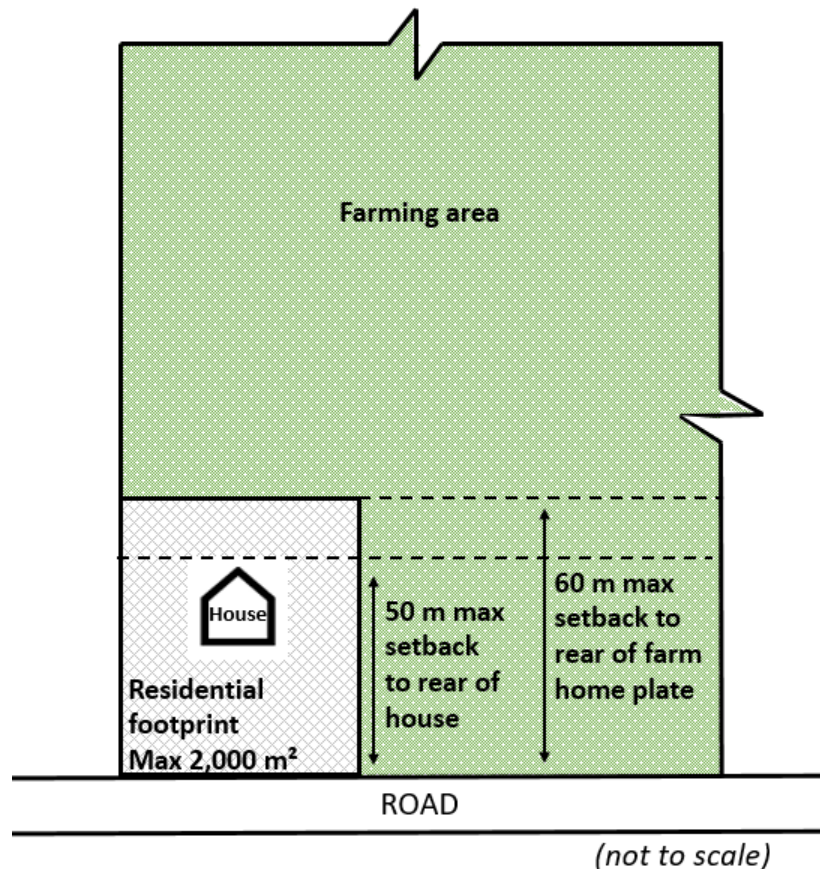 Farming area
House
50 m max
setback
to rear of
house
60 m max
setback to
rear of farm
home plate
Residential
footprint
Max 2,000 m²
ROAD
(not to scale)